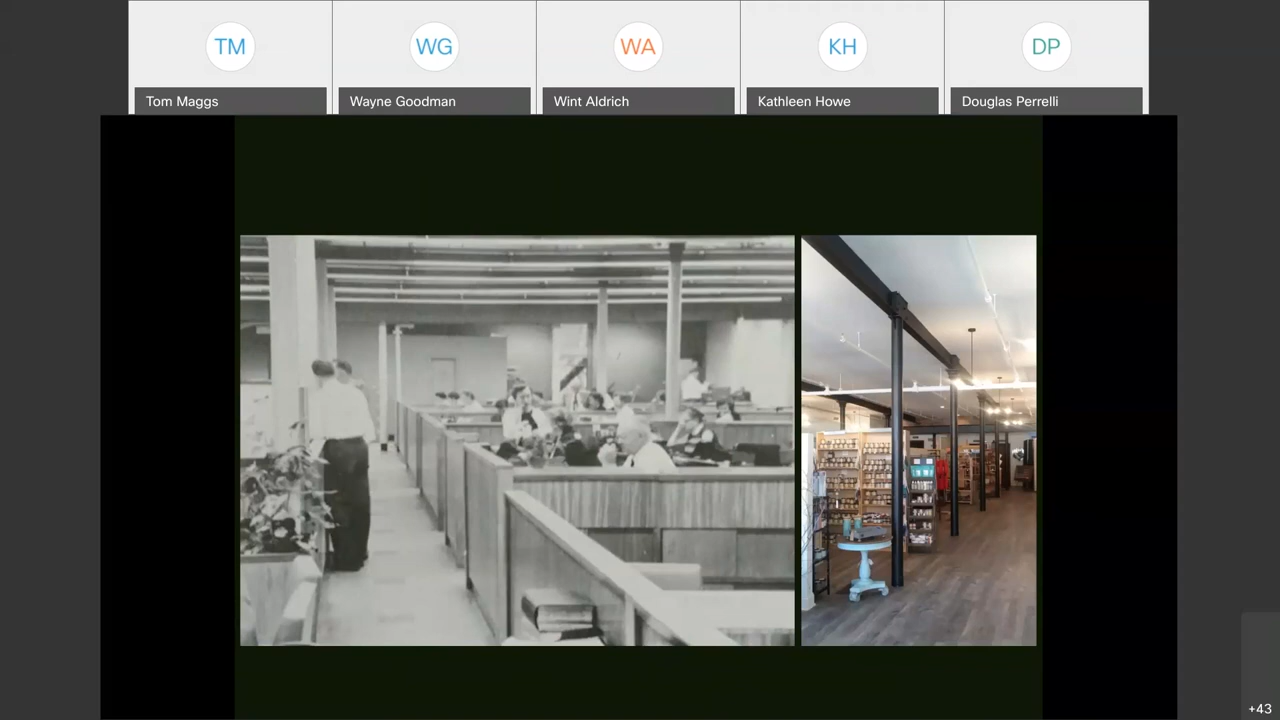 TM
WG
WA
KH
DP
Tom Maggs
Wayne Goodman
Wint Aldrich
Kathleen Howe
Douglas Perrelli
+43